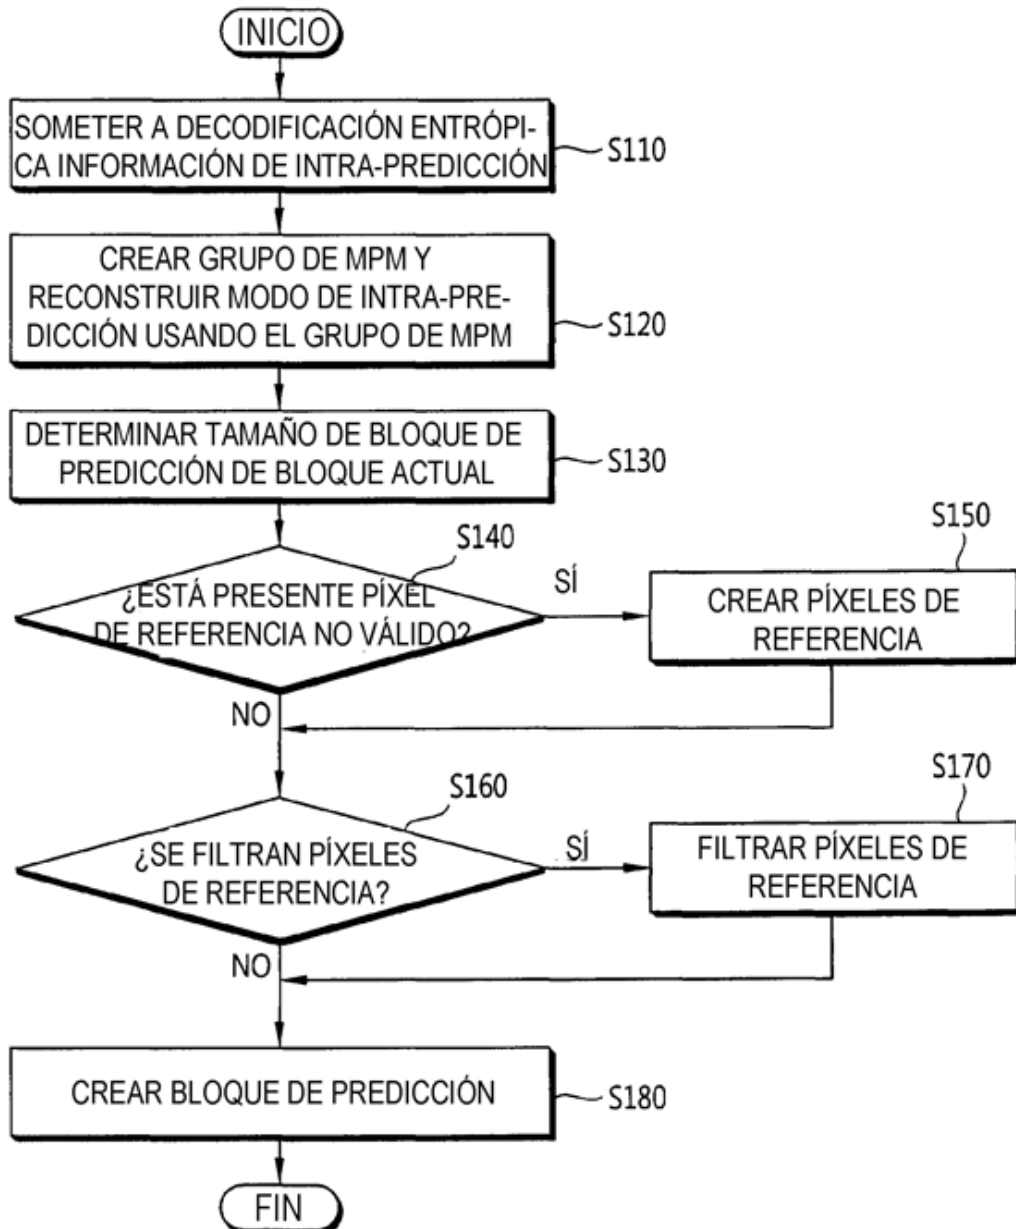 INICIO
SOMETER A DECODIFICACIÓN ENTRÓPI-
CA INFORMACIÓN DE INTRA-PREDICCIÓN
S110
CREAR GRUPO DE MPM Y
RECONSTRUIR MODO DE INTRA-PRE-
DICCIÓN USANDO EL GRUPO DE MPM
S120
DETERMINAR TAMAÑO DE BLOQUE DE
PREDICCIÓN DE BLOQUE ACTUAL
S130
S140
¿ESTÁ PRESENTE PÍXEL
DE REFERENCIA NO VÁLIDO?
SÍ
S150
CREAR PÍXELES DE
REFERENCIA
NO
S160
¿SE FILTRAN PÍXELES
DE REFERENCIA?
SÍ
S170
FILTRAR PÍXELES DE
REFERENCIA
NO
CREAR BLOQUE DE PREDICCIÓN
S180
FIN